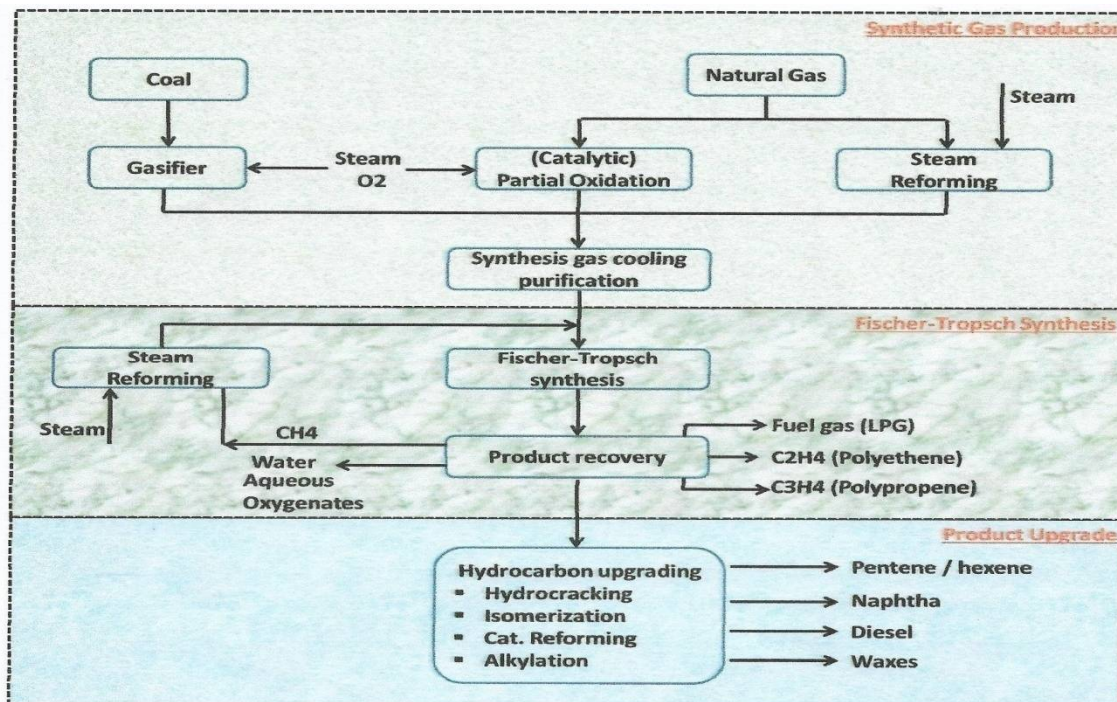 Synthetic Gas Production
Coal
Natural Gas
Steam
Gasifier
Steam
O2
(Catalytic)
Partial Oxidation
Steam
Reforming
Synthesis gas cooling
purification
Fischer-Tropsch Synthesis
Steam
Reforming
Fischer-Tropsch
synthesis
Steam
CH4
Water
Aqueous
Oxygenates
Product recovery
Fuel gas (LPG)
C2H4 (Polyethene)
C3H4 (Polypropene)
Product Upgrade
Hydrocarbon upgrading
▪ Hydrocracking
▪ Isomerization
▪ Cat. Reforming
▪ Alkylation
Pentene / hexene
Naphtha
Diesel
Waxes